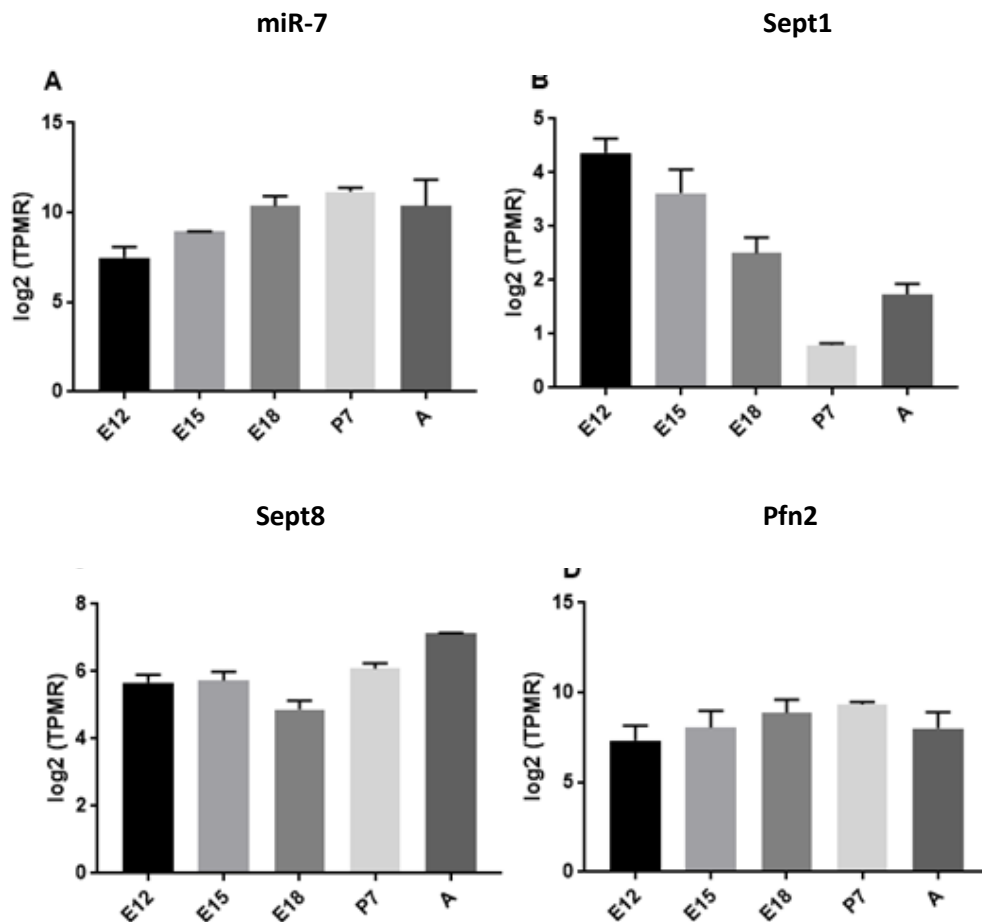 miR-7
Sept1
A
B
15
10
5
0
log2 (TPMR)
E12
E15
E18
P7
A
5
4
3
2
1
0
log2 (TPMR)
E12
E15
E18
P7
A
Sept8
Pfn2
D
8
6
4
2
0
log2 (TPMR)
E12
E15
E18
P7
A
15
10
5
0
log2 (TPMR)
E12
E15
E18
P7
A